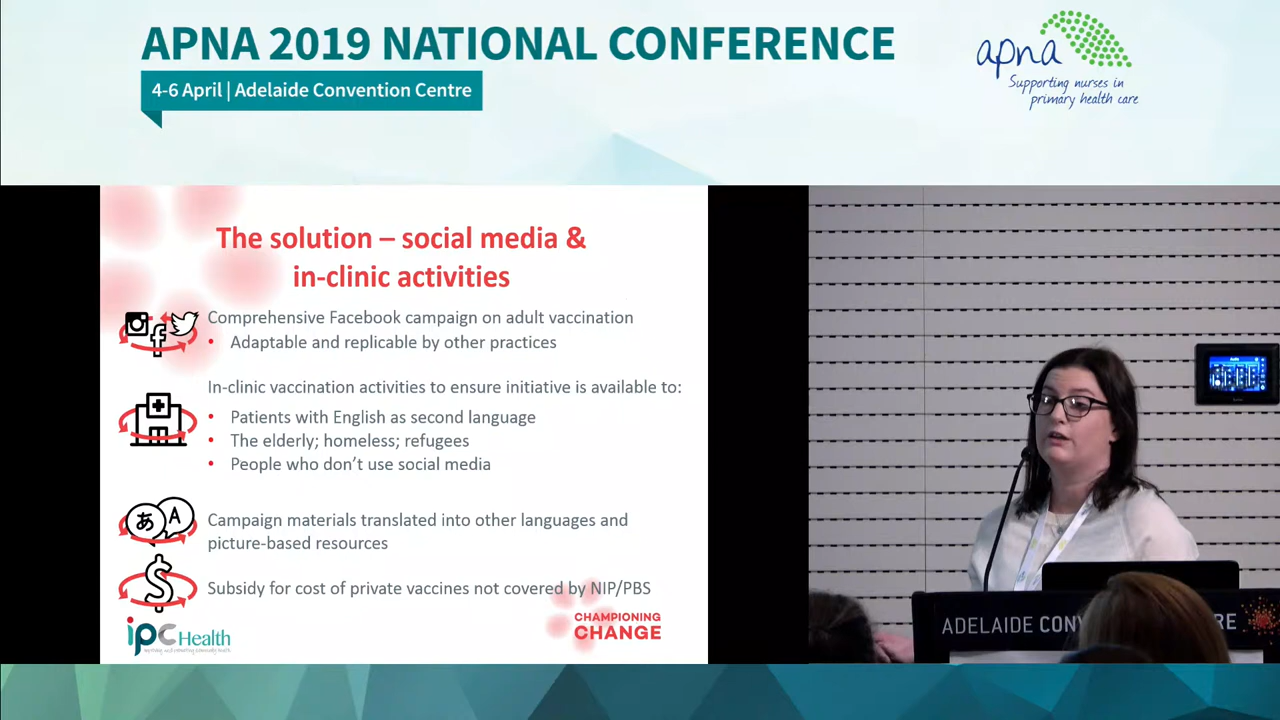 APNA 2019 NATIONAL CONFERENCE
4-6 April | Adelaide Convention Centre
apna
Supporting nurses in
primary health care
The solution – social media &
in-clinic activities
Comprehensive Facebook campaign on adult vaccination
• Adaptable and replicable by other practices
In-clinic vaccination activities to ensure initiative is available to:
• Patients with English as second language
• The elderly; homeless; refugees
• People who don't use social media
あ A
Campaign materials translated into other languages and
picture-based resources
$
Subsidy for cost of private vaccines not covered by NIP/PBS
ipc Health
CHAMPIONING
CHANGE
ADELAIDE CONV RE